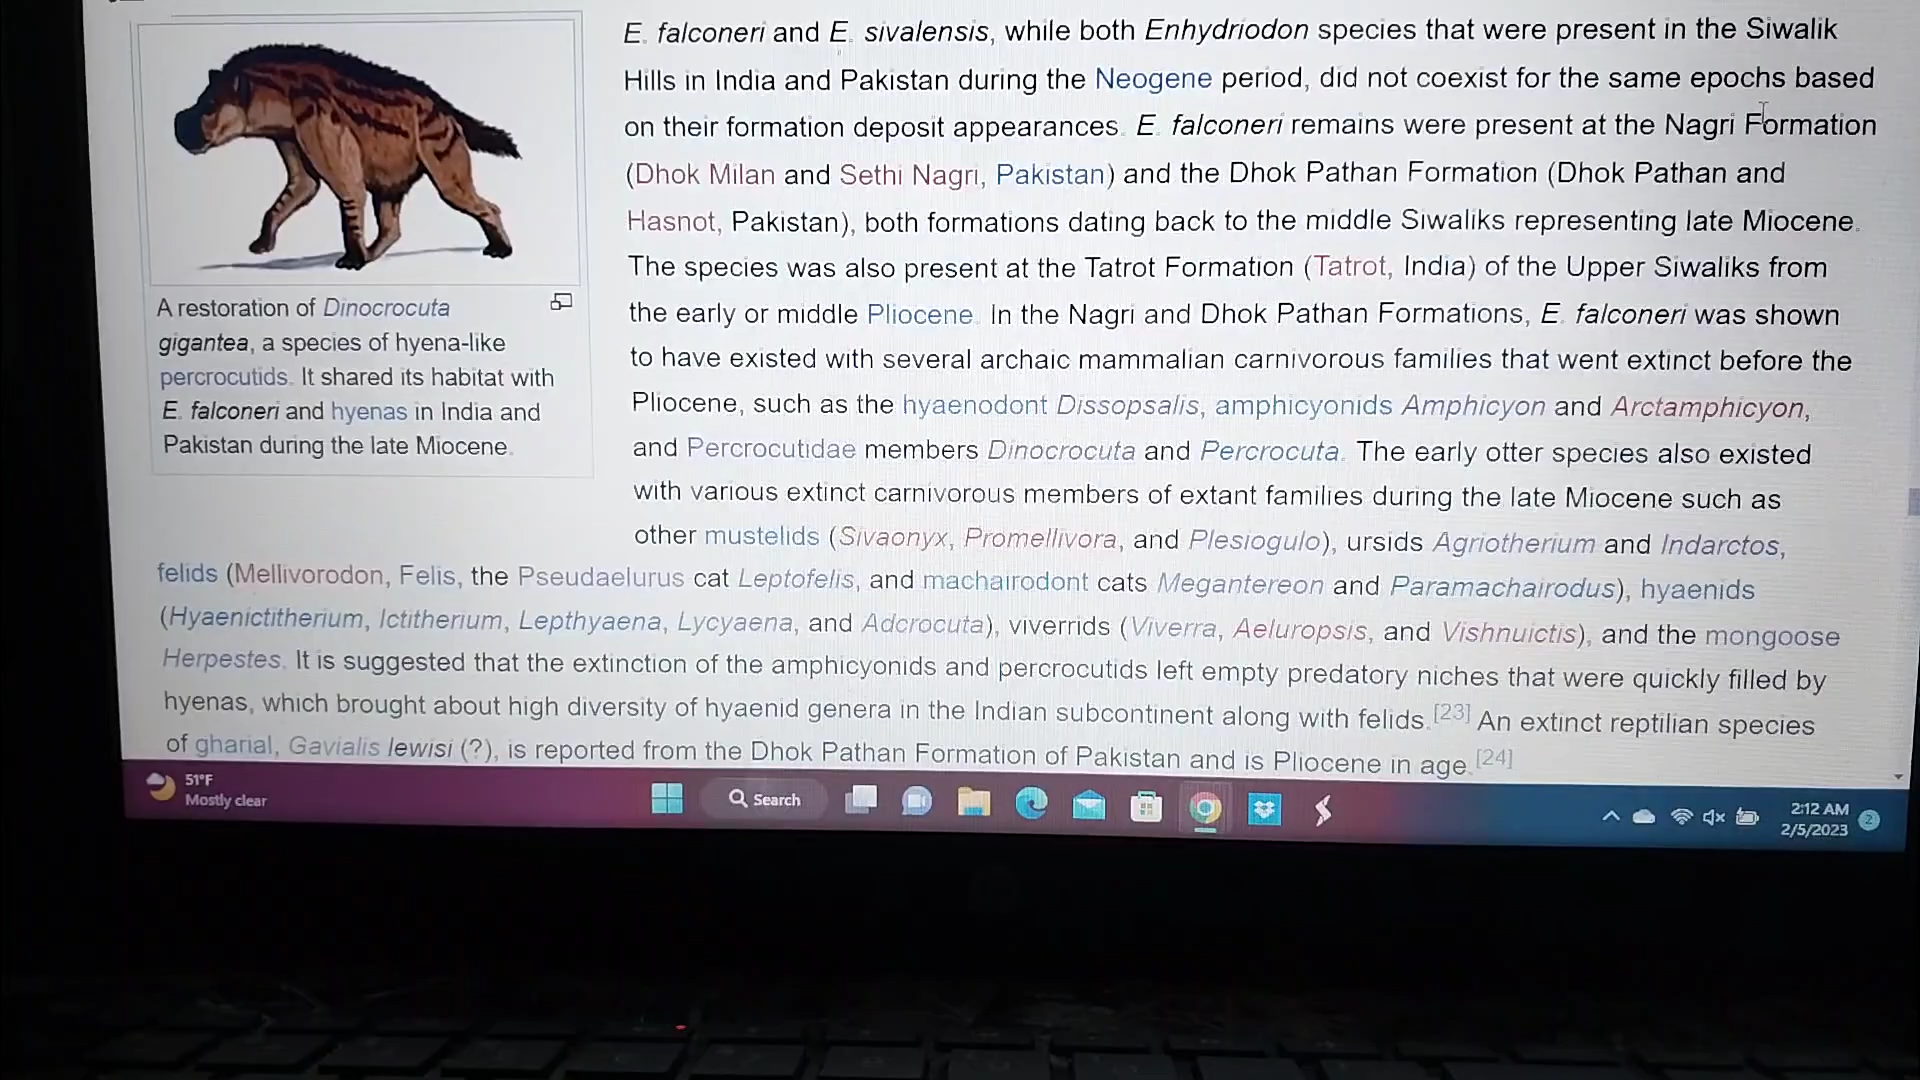 E. falconeri and E. sivalensis, while both Enhydriodon species that were present in the Siwalik
Hills in India and Pakistan during the Neogene period, did not coexist for the same epochs based
on their formation deposit appearances. E. falconeri remains were present at the Nagri Formation
(Dhok Milan and Sethi Nagri, Pakistan) and the Dhok Pathan Formation (Dhok Pathan and
Hasnot, Pakistan), both formations dating back to the middle Siwaliks representing late Miocene.
The species was also present at the Tatrot Formation (Tatrot, India) of the Upper Siwaliks from
the early or middle Pliocene. In the Nagri and Dhok Pathan Formations, E. falconeri was shown
to have existed with several archaic mammalian carnivorous families that went extinct before the
Pliocene, such as the hyaenodont Dissopsalis, amphicyonids Amphicyon and Arctamphicyon,
and Percrocutidae members Dinocrocuta and Percrocuta. The early otter species also existed
with various extinct carnivorous members of extant families during the late Miocene such as
other mustelids (Sivaonyx, Promellivora, and Plesiogulo), ursids Agriotherium and Indarctos,
felids (Mellivorodon, Felis, the Pseudaelurus cat Leptofelis, and machairodont cats Megantereon and Paramachairodus), hyaenids
(Hyaenictitherium, Ictitherium, Lepthyaena, Lycyaena, and Adcrocuta), viverrids (Viverra, Aeluropsis, and Vishnuictis), and the mongoose
Herpestes. It is suggested that the extinction of the amphicyonids and percrocutids left empty predatory niches that were quickly filled by
hyenas, which brought about high diversity of hyaenid genera in the Indian subcontinent along with felids.[23] An extinct reptilian species
of gharial, Gavialis lewisi (?), is reported from the Dhok Pathan Formation of Pakistan and is Pliocene in age.[24]
A restoration of Dinocrocuta
gigantea, a species of hyena-like
percrocutids. It shared its habitat with
E. falconeri and hyenas in India and
Pakistan during the late Miocene.
51°F
Mostly clear
Search
2:12 AM
2/5/2023
2